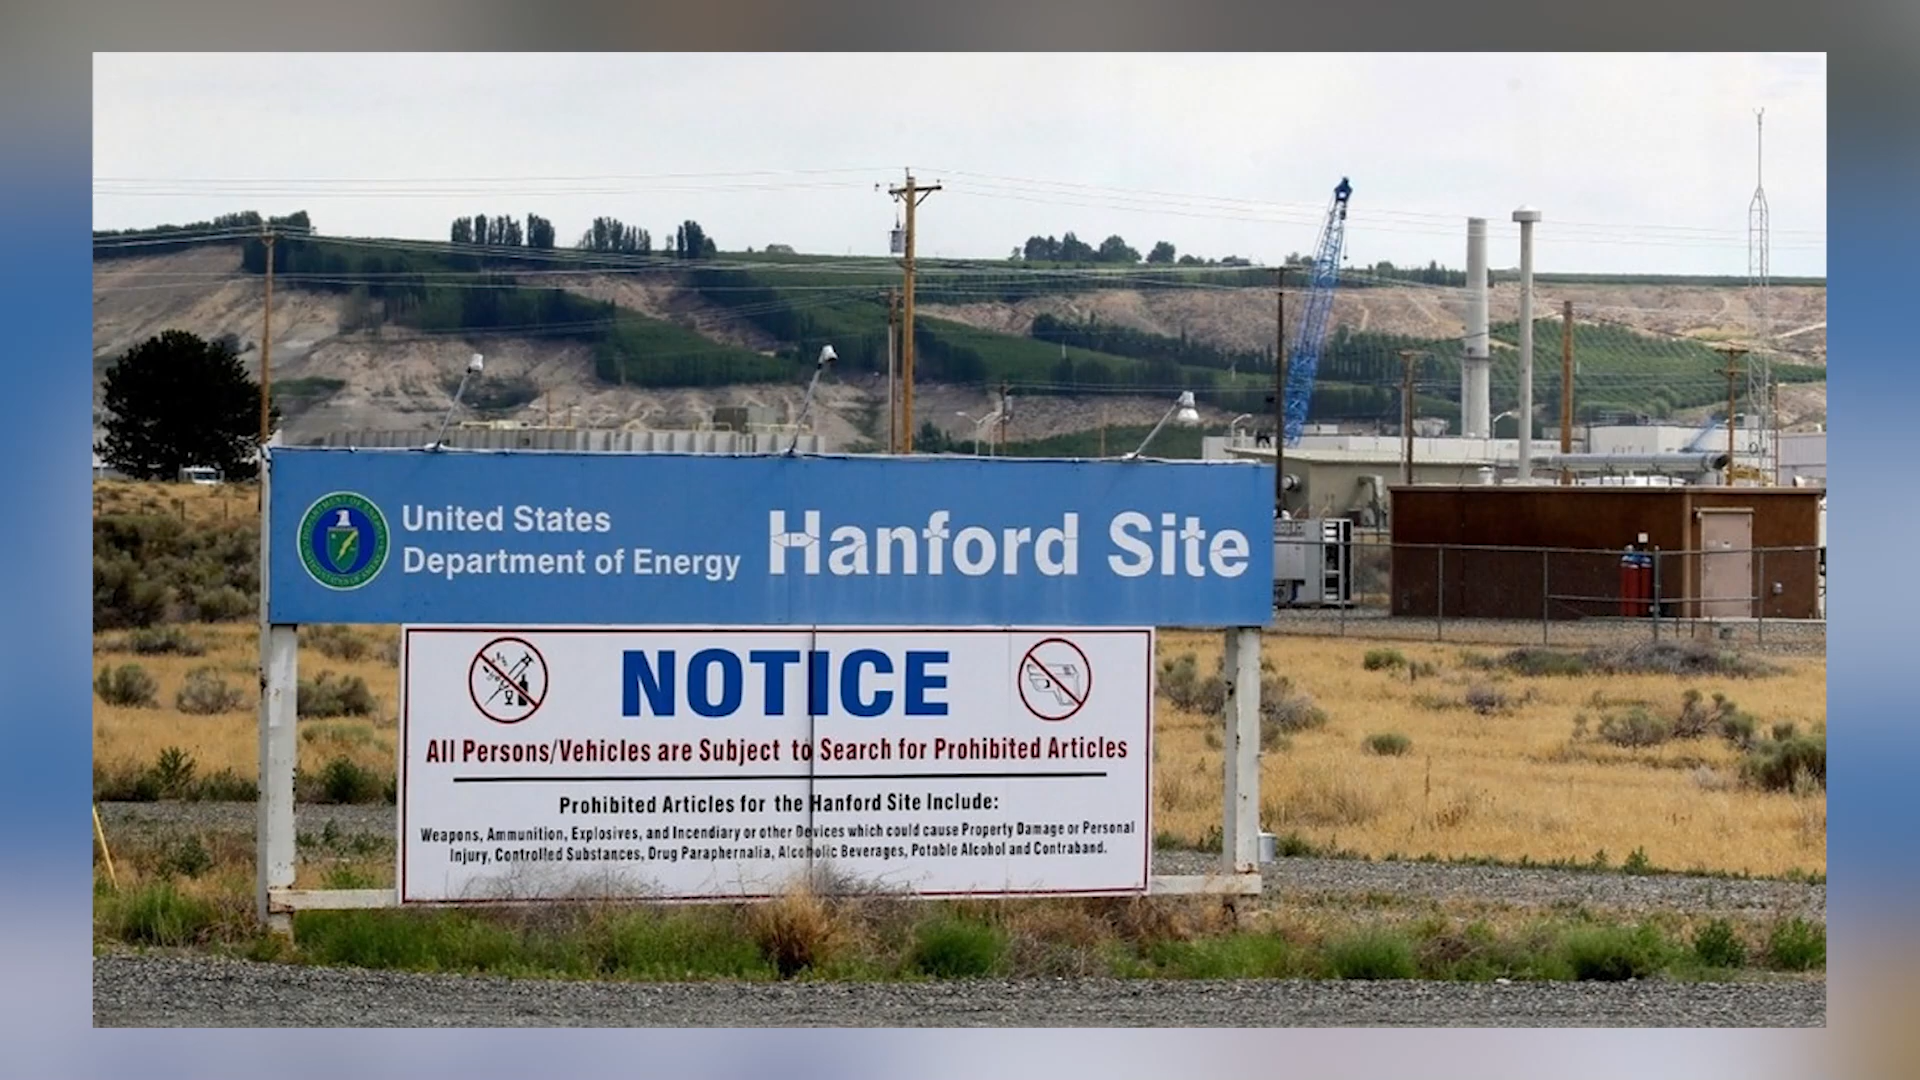 United States
Department of Energy
Hanford Site
NOTICE
All Persons/Vehicles are Subject to Search for Prohibited Articles
Prohibited Articles for the Hanford Site Include:
Weapons, Ammunition, Explosives, and Incendiary or other Devices which could cause Property Damage or Personal
Injury, Controlled Substances, Drug Paraphernalia, Alcoholic Beverages, Potable Alcohol and Contraband.